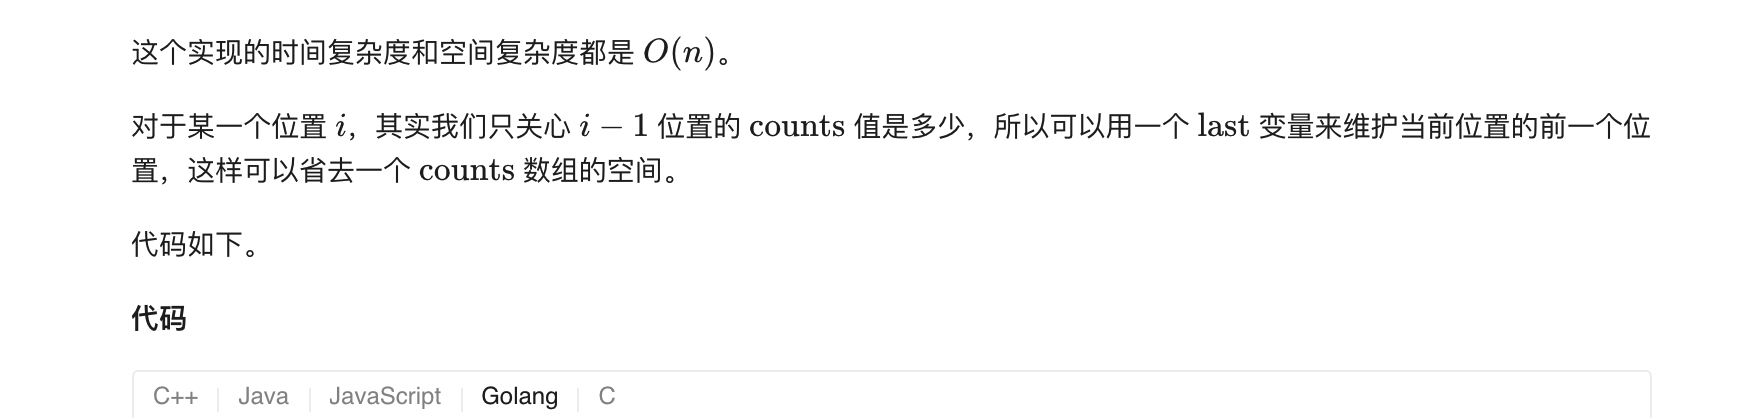 这个实现的时间复杂度和空间复杂度都是 O(n)。
对于某一个位置 i，其实我们只关心 i − 1 位置的 counts 值是多少，所以可以用一个 last 变量来维护当前位置的前一个位
置，这样可以省去一个 counts 数组的空间。
代码如下。
代码
C++ | Java | JavaScript | Golang | C